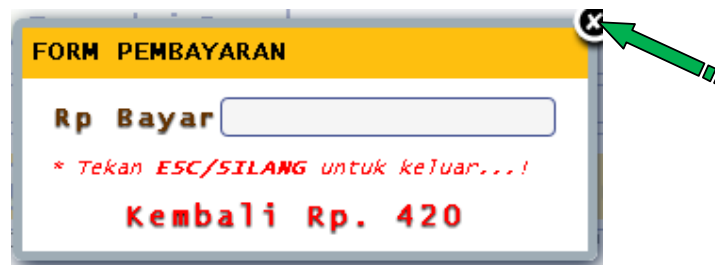 FORM PEMBAYARAN
Rp Bayar
* Tekan ESC/SILANG untuk keluar...!
Kembali Rp. 420